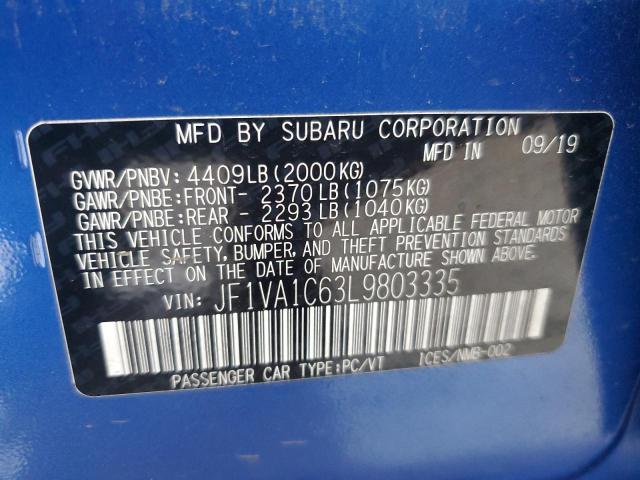 MFD BY SUBARU CORPORATION
MFD IN 09/19
GVWR/PNBV: 4409LB(2000KG)
GAWR/PNBE:FRONT- 2370LB(1075KG)
GAWR/PNBE:REAR - 2293LB(1040KG)
THIS VEHICLE CONFORMS TO ALL APPLICABLE FEDERAL MOTOR
VEHICLE SAFETY, BUMPER, AND THEFT PREVENTION STANDARDS
IN EFFECT ON THE DATE OF MANUFACTURE SHOWN ABOVE.
VIN: JF1VA1C63L9803335
PASSENGER CAR TYPE:PC/VT ICES/NMB-002